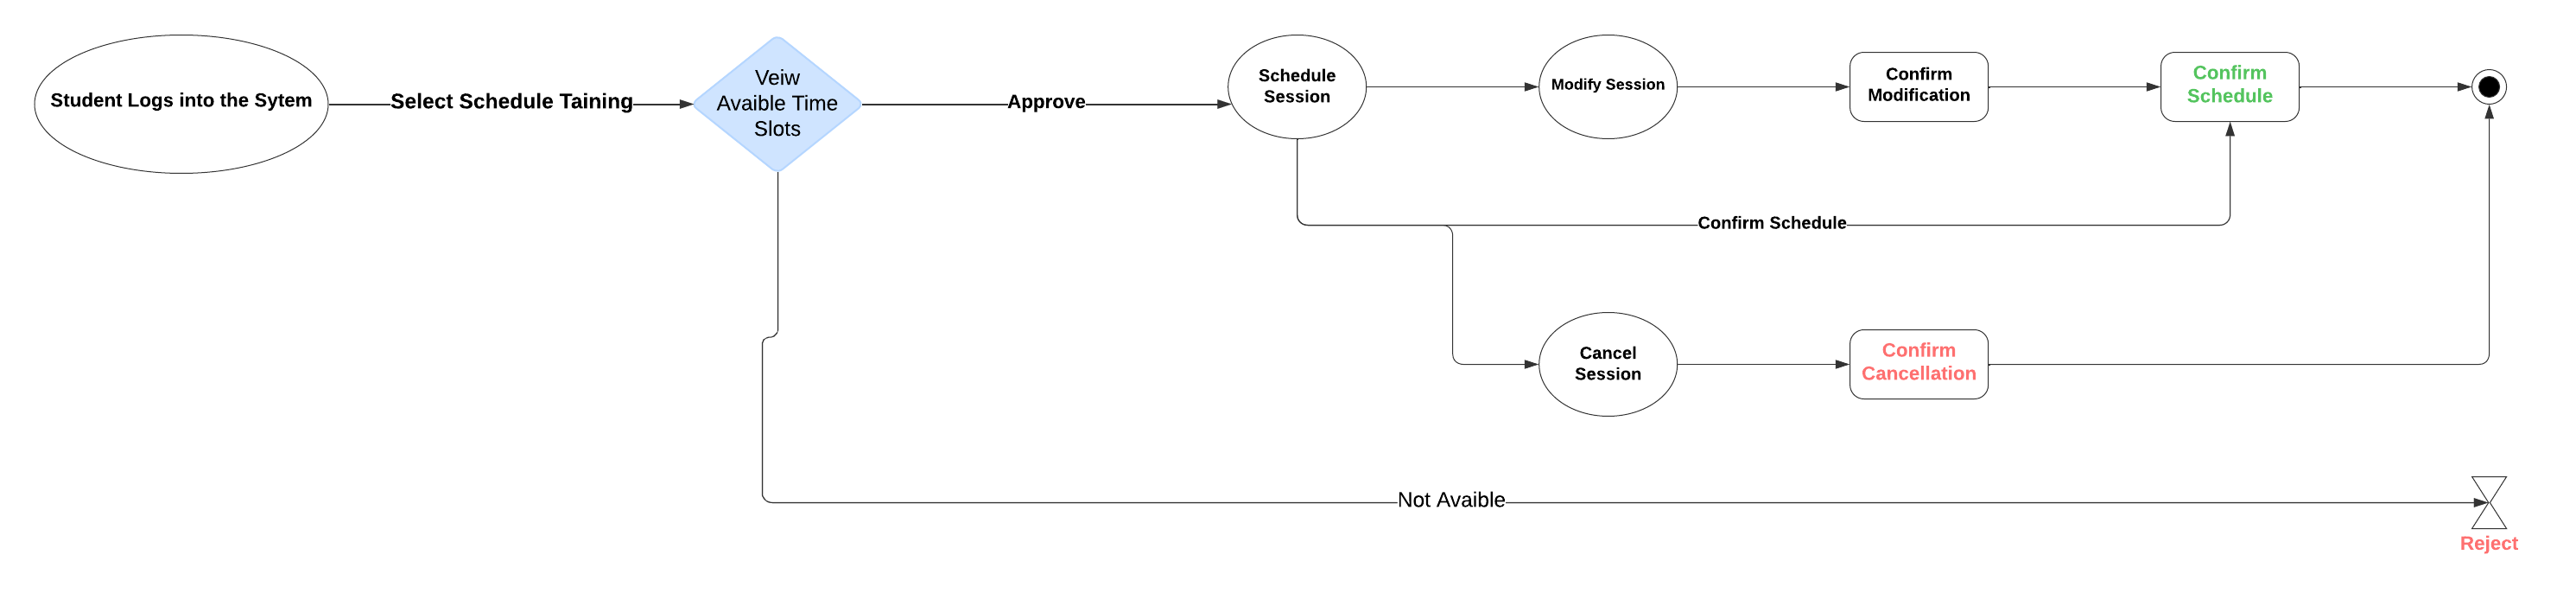 Student Logs into the Sytem
Select Schedule Taining
Veiw
Avaible Time
Slots
Approve
Schedule
Session
Modify Session
Confirm
Modification
Confirm
Schedule
Confirm Schedule
Cancel
Session
Confirm
Cancellation
Not Avaible
Reject